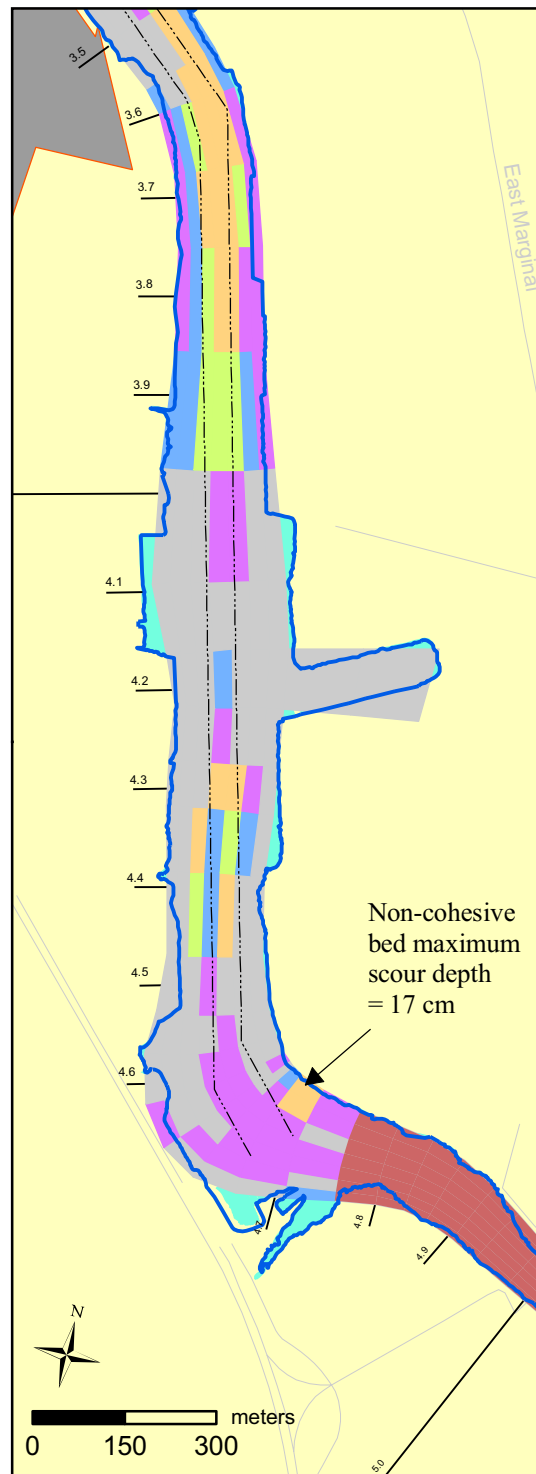 3.5
3.6
3.7
East Marginal
3.8
3.9
4.1
4.2
4.3
4.4
Non-cohesive
bed maximum
scour depth
= 17 cm
4.5
4.6
4.7
4.8
4.9
N
meters
0 150 300
5.0